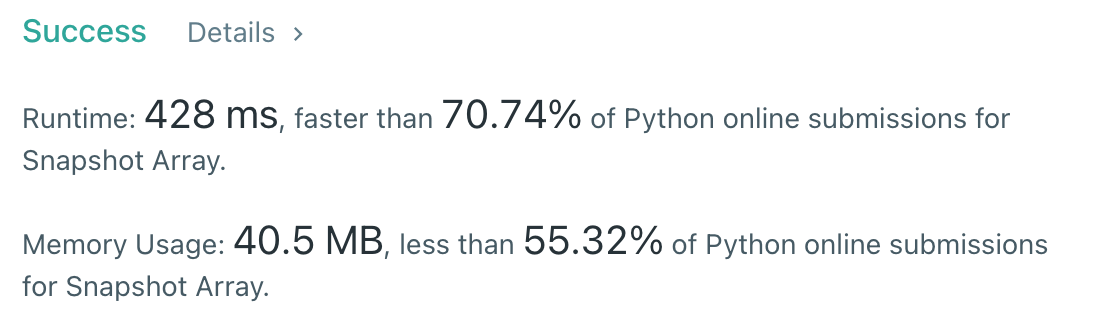 Success Details >
Runtime: 428 ms, faster than 70.74% of Python online submissions for
Snapshot Array.
Memory Usage: 40.5 MB, less than 55.32% of Python online submissions
for Snapshot Array.